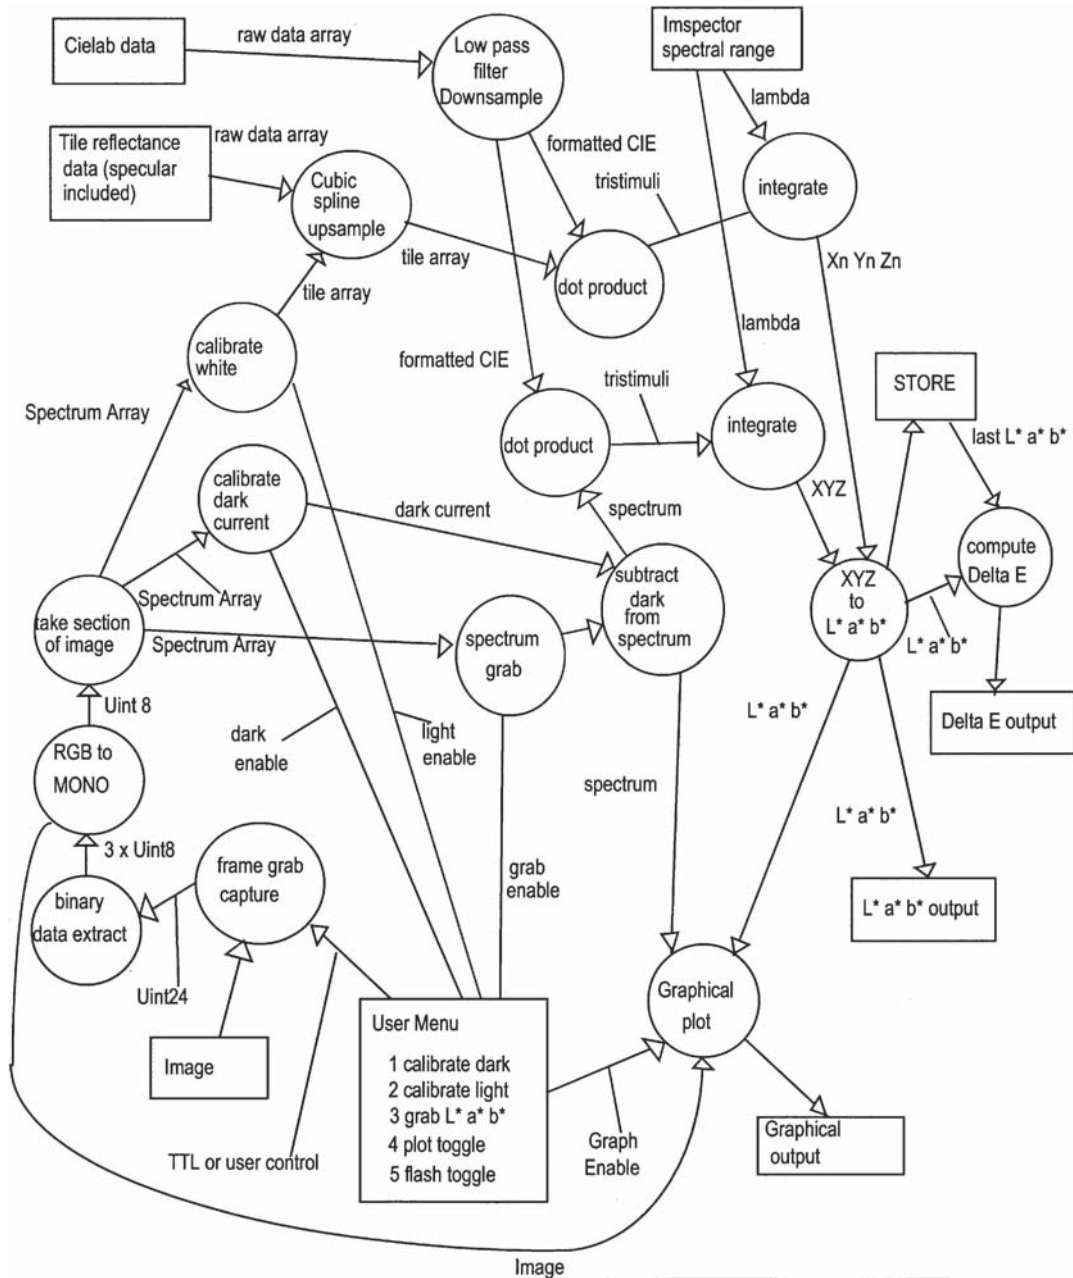 Cielab data
raw data array
Low pass
filter
Downsample
Imspector
spectral range
lambda
Tile reflectance
data (specular
included)
raw data array
Cubic
spline
upsample
formatted CIE
tristimuli
integrate
tile array
dot product
Xn Yn Zn
tile array
calibrate
white
lambda
formatted CIE
tristimuli
STORE
Spectrum Array
dot product
integrate
last L* a* b*
calibrate
dark
current
dark current
spectrum
XYZ
compute
Delta E
subtract
dark
from
spectrum
XYZ
to
L* a* b*
Spectrum Array
take section
of image
Spectrum Array
spectrum
grab
L* a* b*
Uint 8
L* a* b*
Delta E output
dark
enable
light
enable
RGB to
MONO
spectrum
L* a* b*
3 x Uint8
frame grab
capture
grab
enable
binary
data extract
L* a* b* output
Uint24
Graphical
plot
User Menu
Image
1 calibrate dark
2 calibrate light
3 grab L* a* b*
4 plot toggle
5 flash toggle
TTL or user control
Graph
Enable
Graphical
output
Image